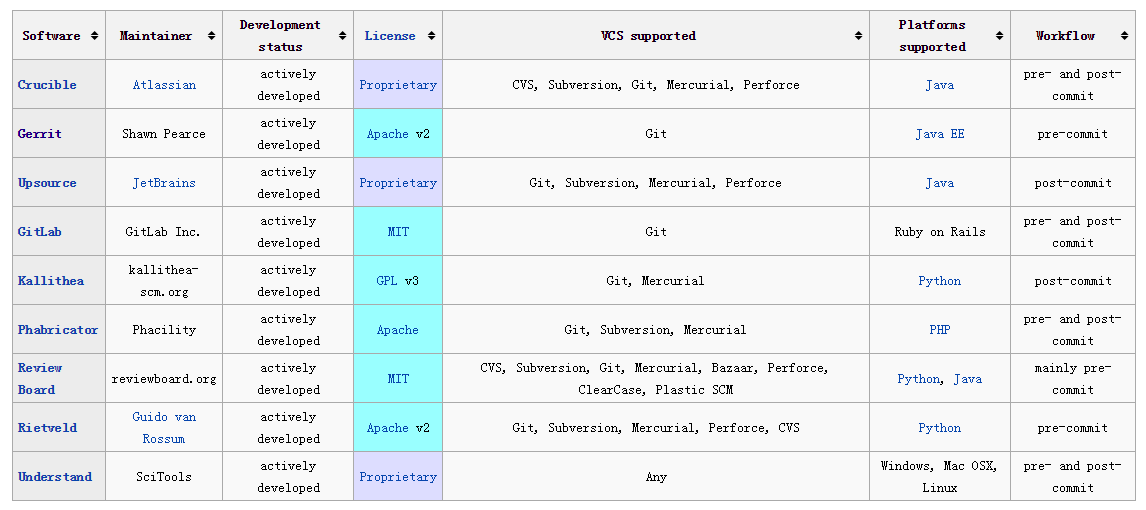 Software Maintainer Development status License VCS supported Platforms supported Workflow
Crucible Atlassian actively developed Proprietary CVS, Subversion, Git, Mercurial, Perforce Java pre- and post-commit
Gerrit Shawn Pearce actively developed Apache v2 Git Java EE pre-commit
Upsource JetBrains actively developed Proprietary Git, Subversion, Mercurial, Perforce Java post-commit
GitLab GitLab Inc. actively developed MIT Git Ruby on Rails pre- and post-commit
Kallithea kallithea-scm.org actively developed GPL v3 Git, Mercurial Python post-commit
Phabricator Phacility actively developed Apache Git, Subversion, Mercurial PHP pre- and post-commit
Review Board reviewboard.org actively developed MIT CVS, Subversion, Git, Mercurial, Bazaar, Perforce, ClearCase, Plastic SCM Python, Java mainly pre-commit
Rietveld Guido van Rossum actively developed Apache v2 Git, Subversion, Mercurial, Perforce, CVS Python pre-commit
Understand SciTools actively developed Proprietary Any Windows, Mac OSX, Linux pre- and post-commit